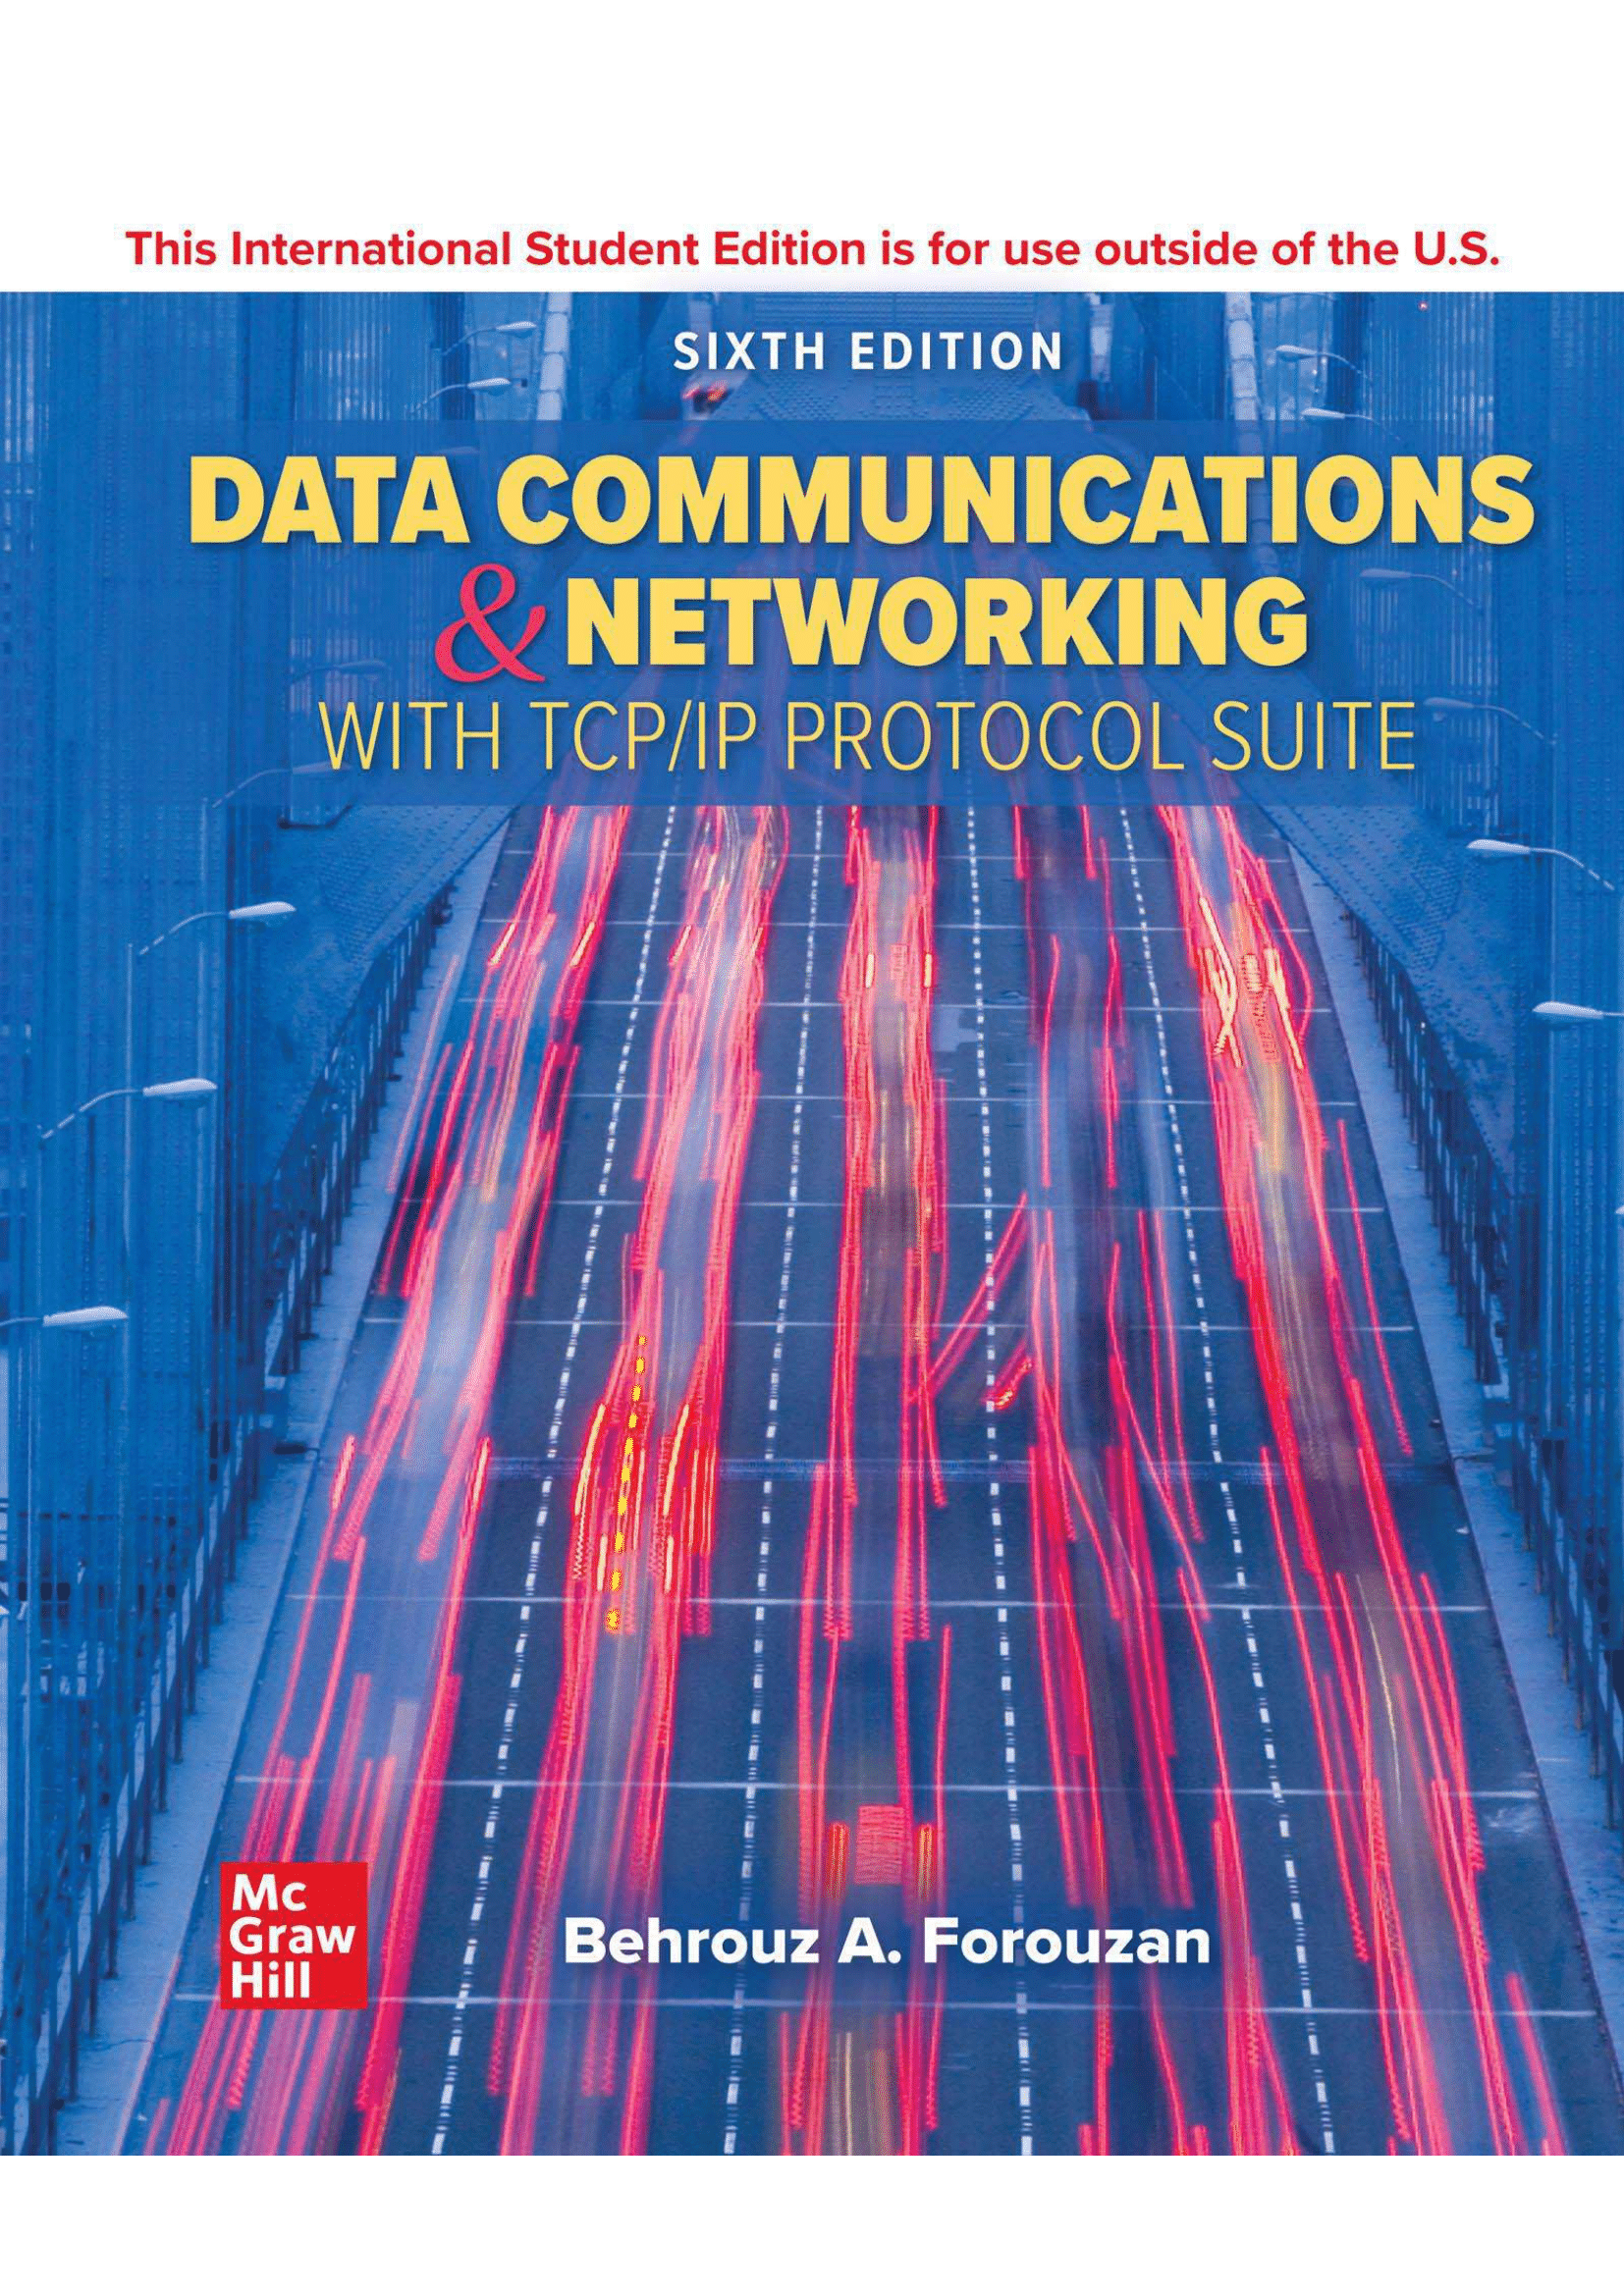 This International Student Edition is for use outside of the U.S.
SIXTH EDITION
DATA COMMUNICATIONS
& NETWORKING
WITH TCP/IP PROTOCOL SUITE
Mc
Graw
Hill
Behrouz A. Forouzan